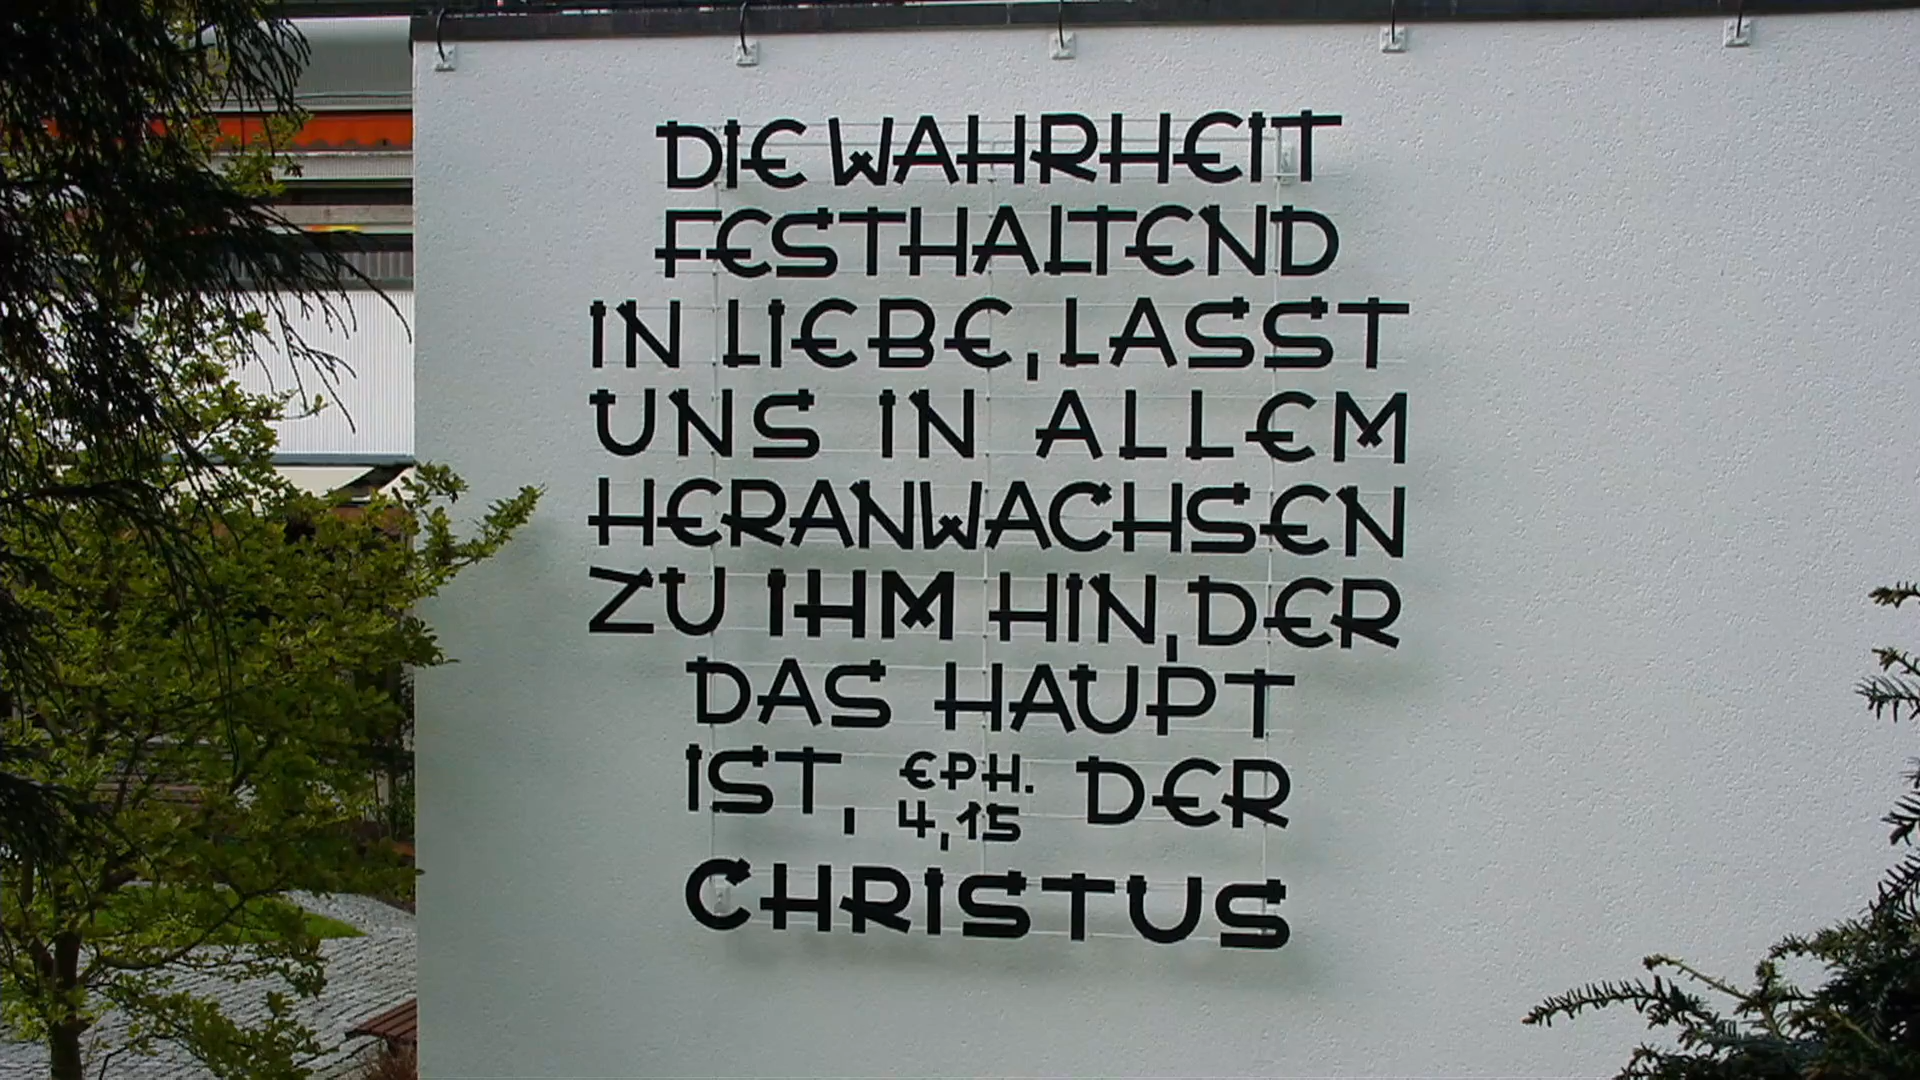 DIE WAHRHEIT
FESTHALTEND
IN LIEBE, LASST
UNS IN ALLEM
HERANWACHSEN
ZU IHM HIN, DER
DAS HAUPT
IST, EPH. 4,15 DER
CHRISTUS